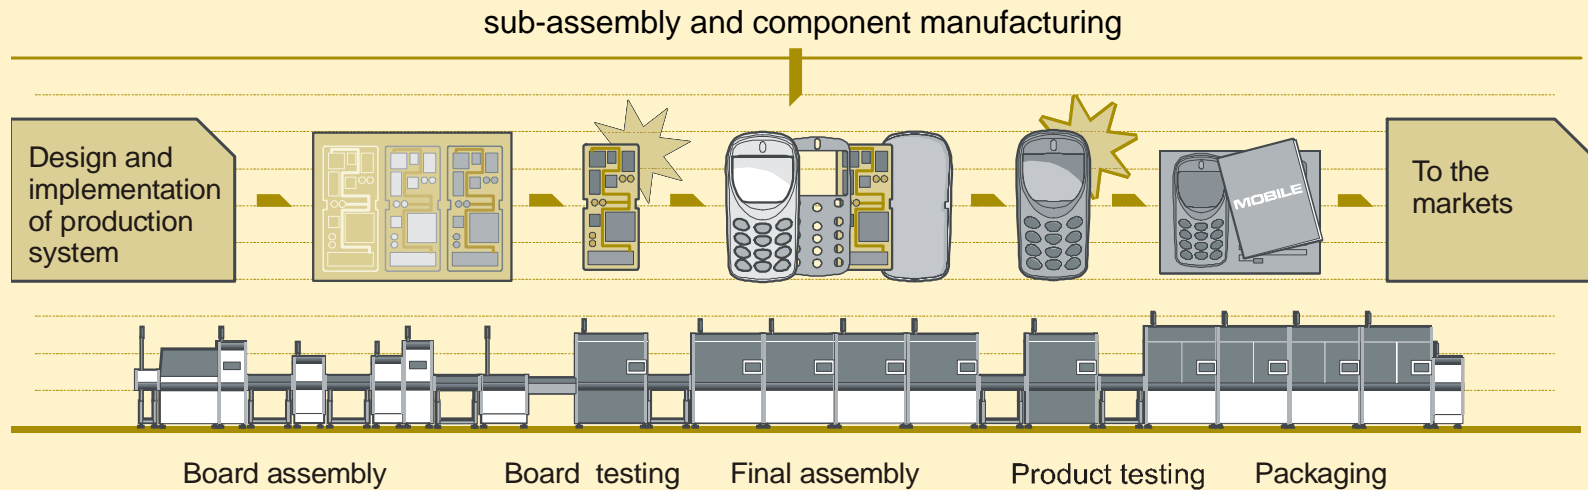 sub-assembly and component manufacturing
Design and
implementation
of production
system
MOBILE
To the
markets
Board assembly
Board testing
Final assembly
Product testing
Packaging